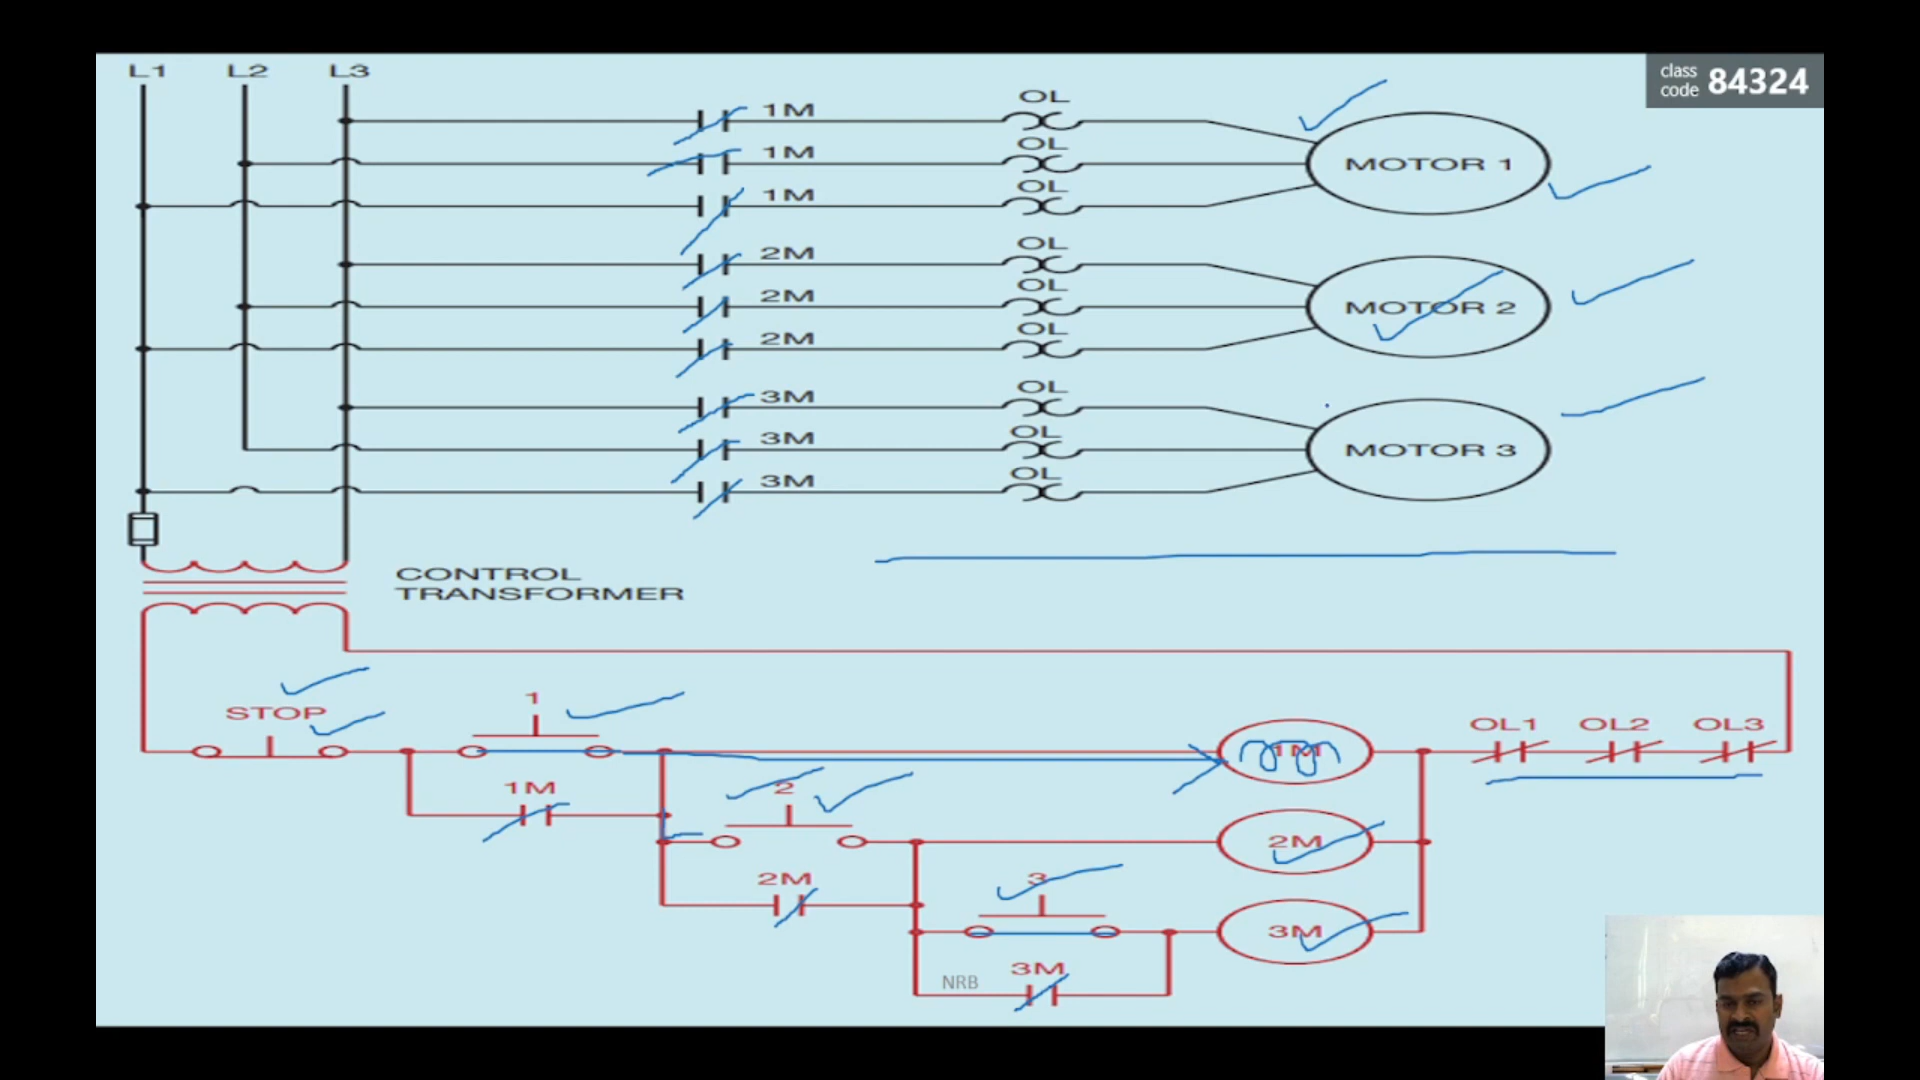 L1 L2 L3
class code 84324
1M OL
1M OL
1M OL
MOTOR 1
2M OL
2M OL
2M OL
MOTOR 2
3M OL
3M OL
3M OL
MOTOR 3
CONTROL
TRANSFORMER
STOP 1 1M OL1 OL2 OL3
1M 2 2M
2M 3 3M
NRB 3M